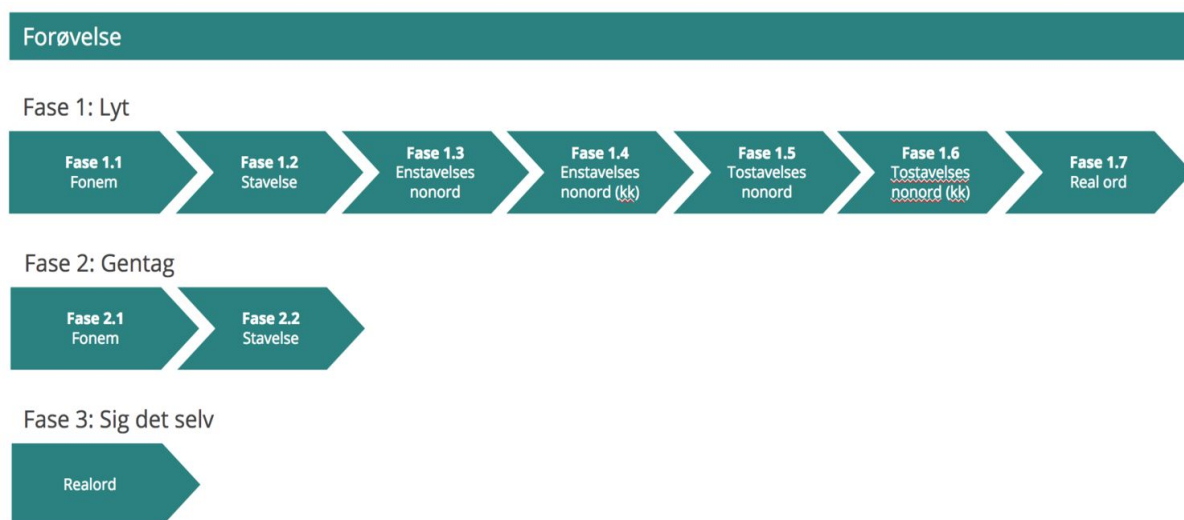 Forøvelse
Fase 1: Lyt
Fase 1.1
Fonem
Fase 1.2
Stavelse
Fase 1.3
Enstavelses
nonord
Fase 1.4
Enstavelses
nonord (kk)
Fase 1.5
Tostavelses
nonord
Fase 1.6
Tostavelses
nonord (kk)
Fase 1.7
Real ord
Fase 2: Gentag
Fase 2.1
Fonem
Fase 2.2
Stavelse
Fase 3: Sig det selv
Realord